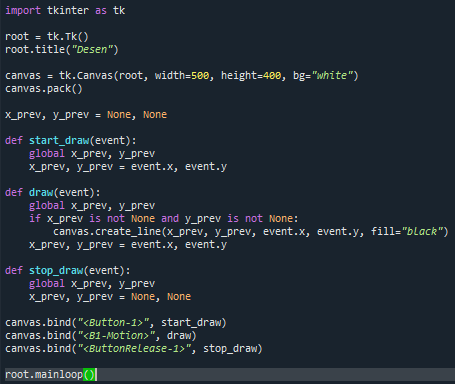 import tkinter as tk

root = tk.Tk()
root.title("Desen")

canvas = tk.Canvas(root, width=500, height=400, bg="white")
canvas.pack()

x_prev, y_prev = None, None

def start_draw(event):
    global x_prev, y_prev
    x_prev, y_prev = event.x, event.y

def draw(event):
    global x_prev, y_prev
    if x_prev is not None and y_prev is not None:
        canvas.create_line(x_prev, y_prev, event.x, event.y, fill="black")
    x_prev, y_prev = event.x, event.y

def stop_draw(event):
    global x_prev, y_prev
    x_prev, y_prev = None, None

canvas.bind("<Button-1>", start_draw)
canvas.bind("<B1-Motion>", draw)
canvas.bind("<ButtonRelease-1>", stop_draw)

root.mainloop()